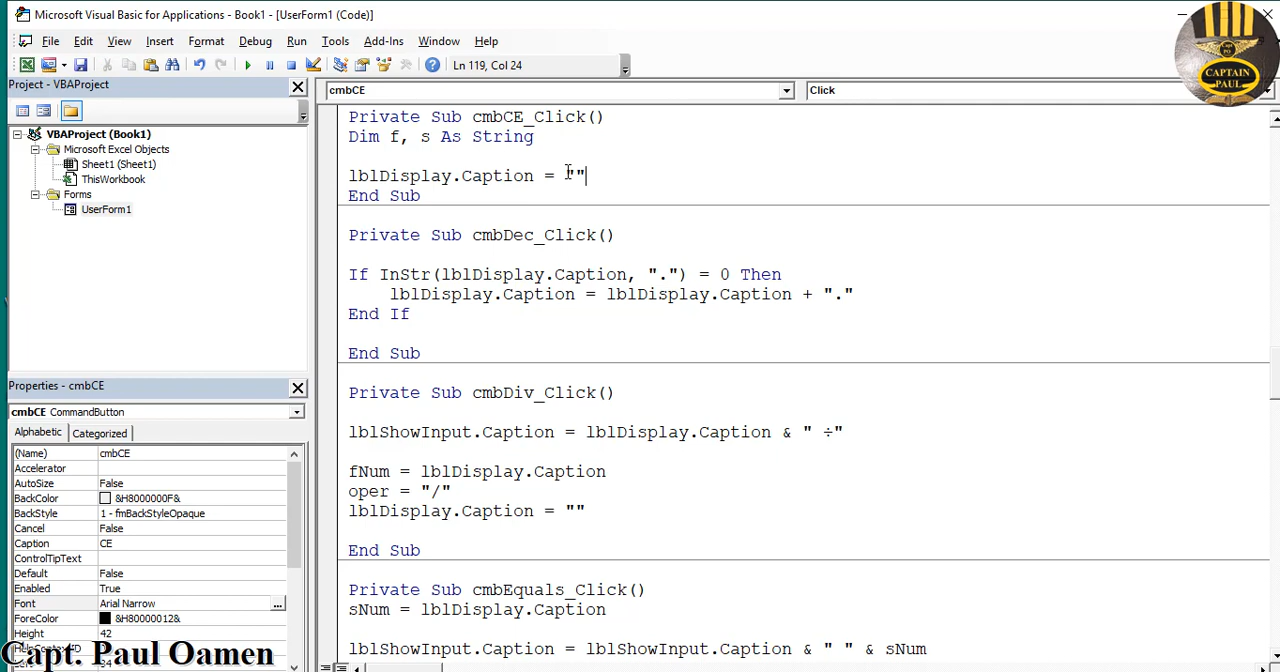 Microsoft Visual Basic for Applications - Book1 - [UserForm1 (Code)]
File Edit View Insert Format Debug Run Tools Add-Ins Window Help
Ln 119, Col 24
Capt.
PO
CAPTAIN
PAUL
Project - VBAProject
VBAProject (Book1)
Microsoft Excel Objects
Sheet1 (Sheet1)
ThisWorkbook
Forms
UserForm1
Properties - cmbCE
cmbCE CommandButton
Alphabetic Categorized
(Name) cmbCE
Accelerator
AutoSize False
BackColor &H8000000F&
BackStyle 1 - fmBackStyleOpaque
Cancel False
Caption CE
ControlTipText
Default False
Enabled True
Font Arial Narrow ...
ForeColor &H80000012&
Height 42
Capt. Paul Oamen
cmbCE Click
Private Sub cmbCE_Click()
Dim f, s As String
lblDisplay.Caption = ""
End Sub
Private Sub cmbDec_Click()
If InStr(lblDisplay.Caption, ".") = 0 Then
lblDisplay.Caption = lblDisplay.Caption + "."
End If
End Sub
Private Sub cmbDiv_Click()
lblShowInput.Caption = lblDisplay.Caption & " ÷"
fNum = lblDisplay.Caption
oper = "/"
lblDisplay.Caption = ""
End Sub
Private Sub cmbEquals_Click()
sNum = lblDisplay.Caption
lblShowInput.Caption = lblShowInput.Caption & " " & sNum